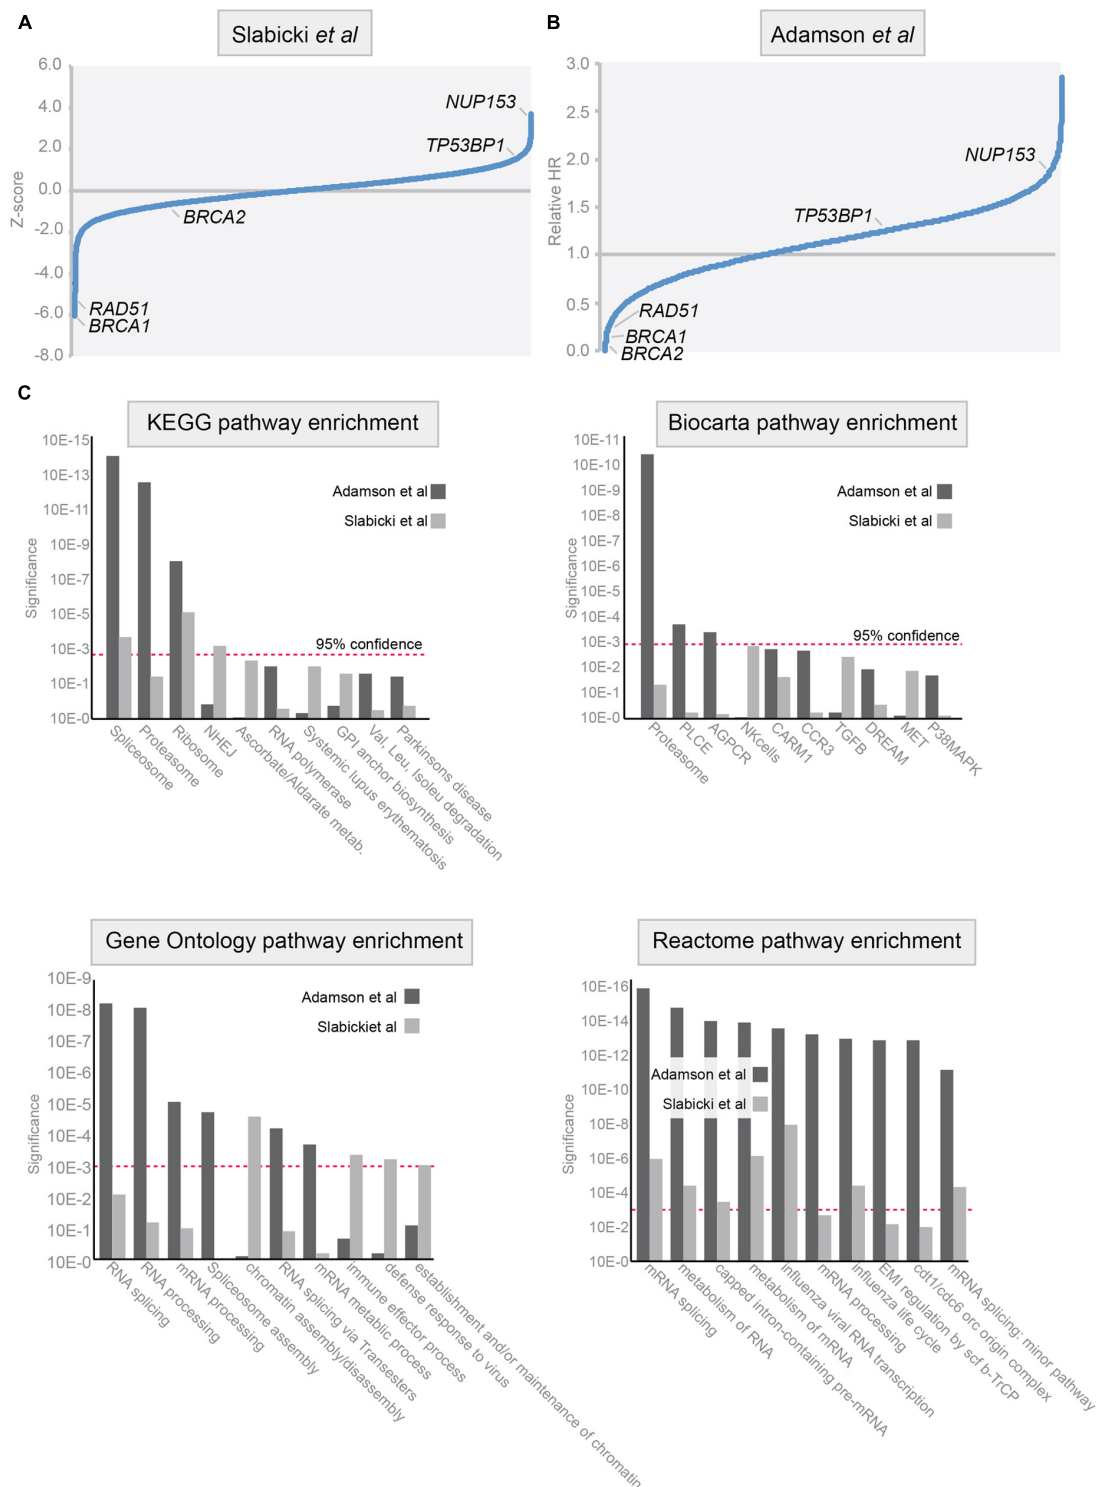 A
Slabicki et al
6.0
4.0
2.0
0.0
-2.0
-4.0
-6.0
-8.0
Z-score
NUP153
TP53BP1
BRCA2
RAD51
BRCA1
B
Adamson et al
3.0
2.5
2.0
1.5
1.0
0.5
0.0
Relative HR
NUP153
TP53BP1
RAD51
BRCA1
BRCA2
C
KEGG pathway enrichment
10E-15
10E-13
10E-11
10E-9
10E-7
10E-5
10E-3
10E-1
10E-0
Significance
Adamson et al
Slabicki et al
95% confidence
Spliceosome
Proteasome
Ribosome
NHEJ
Ascorbate/Aldarate metab.
RNA polymerase
Systemic lupus erythematosis
GPI anchor biosynthesis
Val, Leu, Isoleu degradation
Parkinsons disease
Biocarta pathway enrichment
10E-11
10E-10
10E-9
10E-8
10E-7
10E-6
10E-5
10E-4
10E-3
10E-2
10E-1
10E-0
Significance
Adamson et al
Slabicki et al
95% confidence
Proteasome
PLCE
AGPCR
NKcells
CARM1
CCR3
TGFB
DREAM
MET
P38MAPK
Gene Ontology pathway enrichment
10E-9
10E-8
10E-7
10E-6
10E-5
10E-4
10E-3
10E-2
10E-1
10E-0
Significance
Adamson et al
Slabickiet al
RNA splicing
RNA processing
mRNA processing
Spliceosome assembly
chromatin assembly/disassembly
RNA splicing via Transesters
mRNA metabic process
immune effector process
defense response to virus
establishment and/or maintenance of chromatin
Reactome pathway enrichment
10E-16
10E-14
10E-12
10E-10
10E-8
10E-6
10E-4
10E-2
10E-0
Significance
Adamson et al
Slabicki et al
mRNA splicing
metabolism of RNA
capped intron-containing pre-mRNA
metabolism of mRNA
influenza viral RNA transcription
mRNA processing
influenza life cycle
EMI regulation by scf b-TrCP
cdt1/cdc6 orc origin complex
mRNA splicing: minor pathway